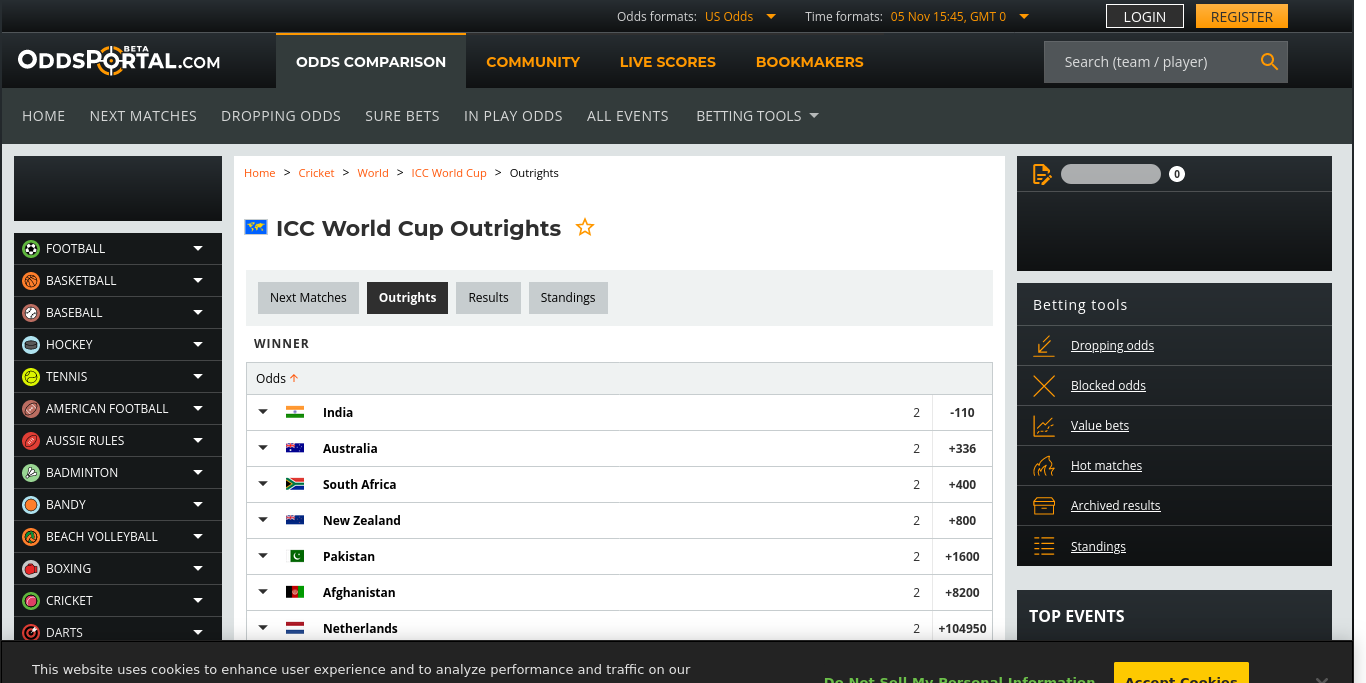 Odds formats: US Odds Time formats: 05 Nov 15:45, GMT 0 LOGIN REGISTER
ODDSPORTAL.COM BETA ODDS COMPARISON COMMUNITY LIVE SCORES BOOKMAKERS Search (team / player)
HOME NEXT MATCHES DROPPING ODDS SURE BETS IN PLAY ODDS ALL EVENTS BETTING TOOLS
Home > Cricket > World > ICC World Cup > Outrights
0
ICC World Cup Outrights
Next Matches Outrights Results Standings
WINNER
Odds
India 2 -110
Australia 2 +336
South Africa 2 +400
New Zealand 2 +800
Pakistan 2 +1600
Afghanistan 2 +8200
Netherlands 2 +104950
FOOTBALL
BASKETBALL
BASEBALL
HOCKEY
TENNIS
AMERICAN FOOTBALL
AUSSIE RULES
BADMINTON
BANDY
BEACH VOLLEYBALL
BOXING
CRICKET
DARTS
Betting tools
Dropping odds
Blocked odds
Value bets
Hot matches
Archived results
Standings
TOP EVENTS
This website uses cookies to enhance user experience and to analyze performance and traffic on our
Do Not Sell My Personal Information
Accept Cookies